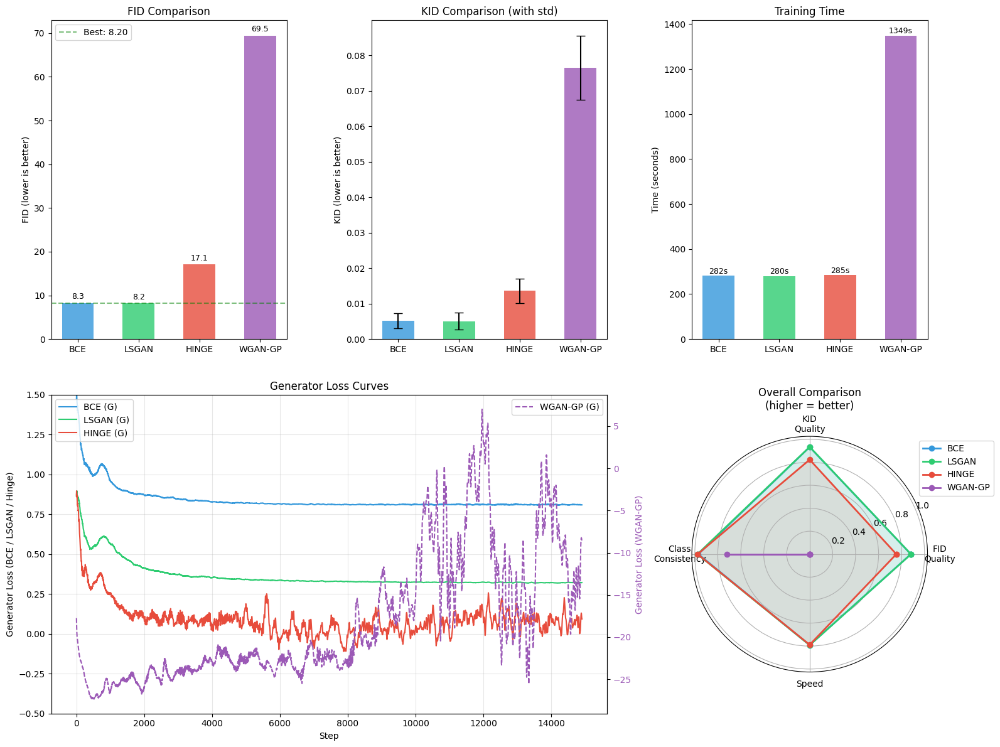 FID Comparison
FID (lower is better)
70
60
50
40
30
20
10
0
Best: 8.20
8.3
8.2
17.1
69.5
BCE
LSGAN
HINGE
WGAN-GP
KID Comparison (with std)
KID (lower is better)
0.08
0.07
0.06
0.05
0.04
0.03
0.02
0.01
0.00
BCE
LSGAN
HINGE
WGAN-GP
Training Time
Time (seconds)
1400
1200
1000
800
600
400
200
0
282s
280s
285s
1349s
BCE
LSGAN
HINGE
WGAN-GP
Generator Loss Curves
Generator Loss (BCE / LSGAN / Hinge)
1.50
1.25
1.00
0.75
0.50
0.25
0.00
−0.25
−0.50
BCE (G)
LSGAN (G)
HINGE (G)
WGAN-GP (G)
0
2000
4000
6000
8000
10000
12000
14000
Step
5
0
−5
−10
−15
−20
−25
Generator Loss (WGAN-GP)
Overall Comparison
(higher = better)
KID
Quality
Class
Consistency
FID
Quality
Speed
0.2
0.4
0.6
0.8
1.0
BCE
LSGAN
HINGE
WGAN-GP